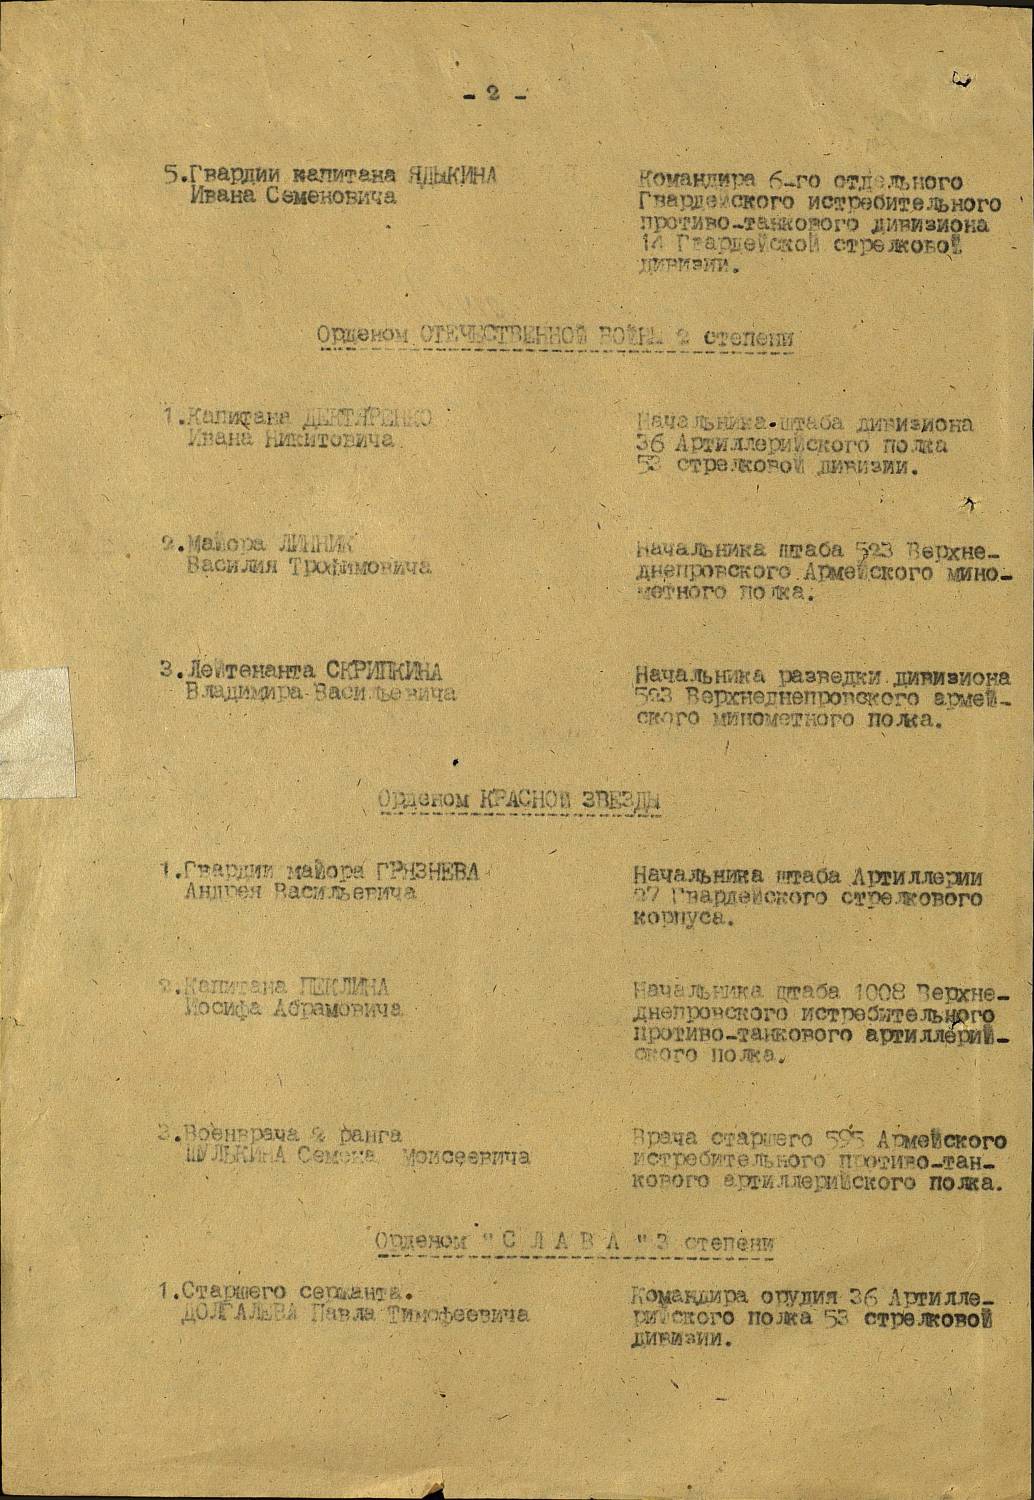 - 2 -
5.Гвардии капитана ЯДЫКИНА
Ивана Семеновича
Командира 6-го отдельного
Гвардейского истребительного
противо-танкового дивизиона
14 Гвардейской стрелковой
дивизии.
Орденом ОТЕЧЕСТВЕННОЙ ВОЙНЫ 2 степени
1.Капитана ДЕКТЯРЕНКО
Ивана Никитовича
Начальника штаба дивизиона
36 Артиллерийского полка
53 стрелковой дивизии.
2.Майора ЛИННИК
Василия Трофимовича
Начальника штаба 523 Верхне-
днепровского Армейского мино-
метного полка.
3.Лейтенанта СКРИПКИНА
Владимира Васильевича
Начальника разведки дивизиона
523 Верхнеднепровского армей-
ского минометного полка.
Орденом КРАСНОЙ ЗВЕЗДЫ
1.Гвардии майора ГРЯЗНЕВА
Андрея Васильевича
Начальника штаба Артиллерии
27 Гвардейского стрелкового
корпуса.
2.Капитана ПЕКЛИНА
Иосифа Абрамовича
Начальника штаба 1008 Верхне-
днепровского истребительного
противо-танкового артиллерий-
ского полка.
3.Военврача 2 ранга
ШУЛЬКИНА Семена Моисеевича
Врача старшего 595 Армейского
истребительного противо-тан-
кового артиллерийского полка.
Орденом "С Л А В А" 3 степени
1.Старшего сержанта.
ДОЛГАЛЕВА Павла Тимофеевича
Командира орудия 36 Артилле-
рийского полка 53 стрелковой
дивизии.